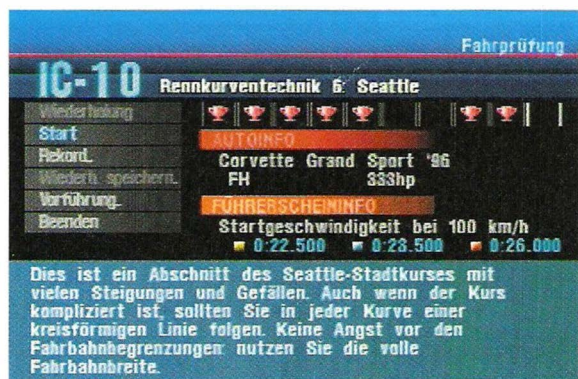 Fahrprüfung
IC-10 Rennkurventechnik 6: Seattle
Wiederholung
Start
Rekord..
Wiederh. speichern..
Vorführung..
Beenden
AUTOINFO
Corvette Grand Sport '96
FH 333hp
FÜHRERSCHEININFO
Startgeschwindigkeit bei 100 km/h
0:22.500 0:23.500 0:26.000
Dies ist ein Abschnitt des Seattle-Stadtkurses mit
vielen Steigungen und Gefällen. Auch wenn der Kurs
kompliziert ist, sollten Sie in jeder Kurve einer
kreisförmigen Linie folgen. Keine Angst vor den
Fahrbahnbegrenzungen: nutzen Sie die volle
Fahrbahnbreite.